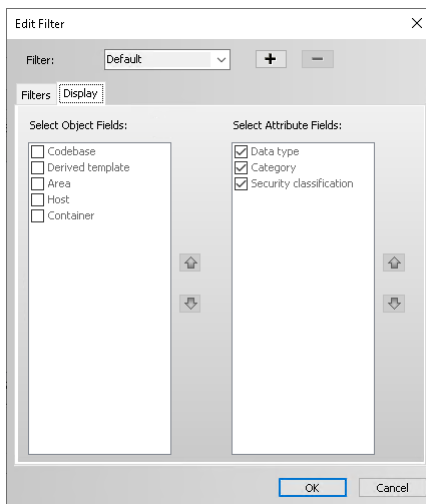 Edit Filter
Filter: Default
Filters Display
Select Object Fields: Select Attribute Fields:
Codebase Data type
Derived template Category
Area Security classification
Host
Container
OK Cancel